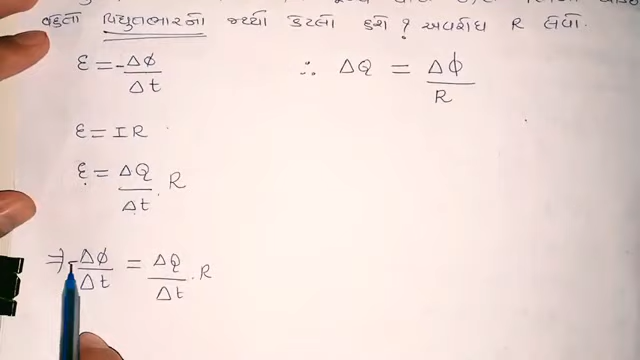 વહેતા વિદ્યુતભારનો જથ્થો કેટલો હશે ? અવરોધ R લેવો.
ε = -Δϕ/Δt
∴ ΔQ = Δϕ/R
ε = IR
ε = ΔQ/Δt . R
⇒ -Δϕ/Δt = ΔQ/Δt . R